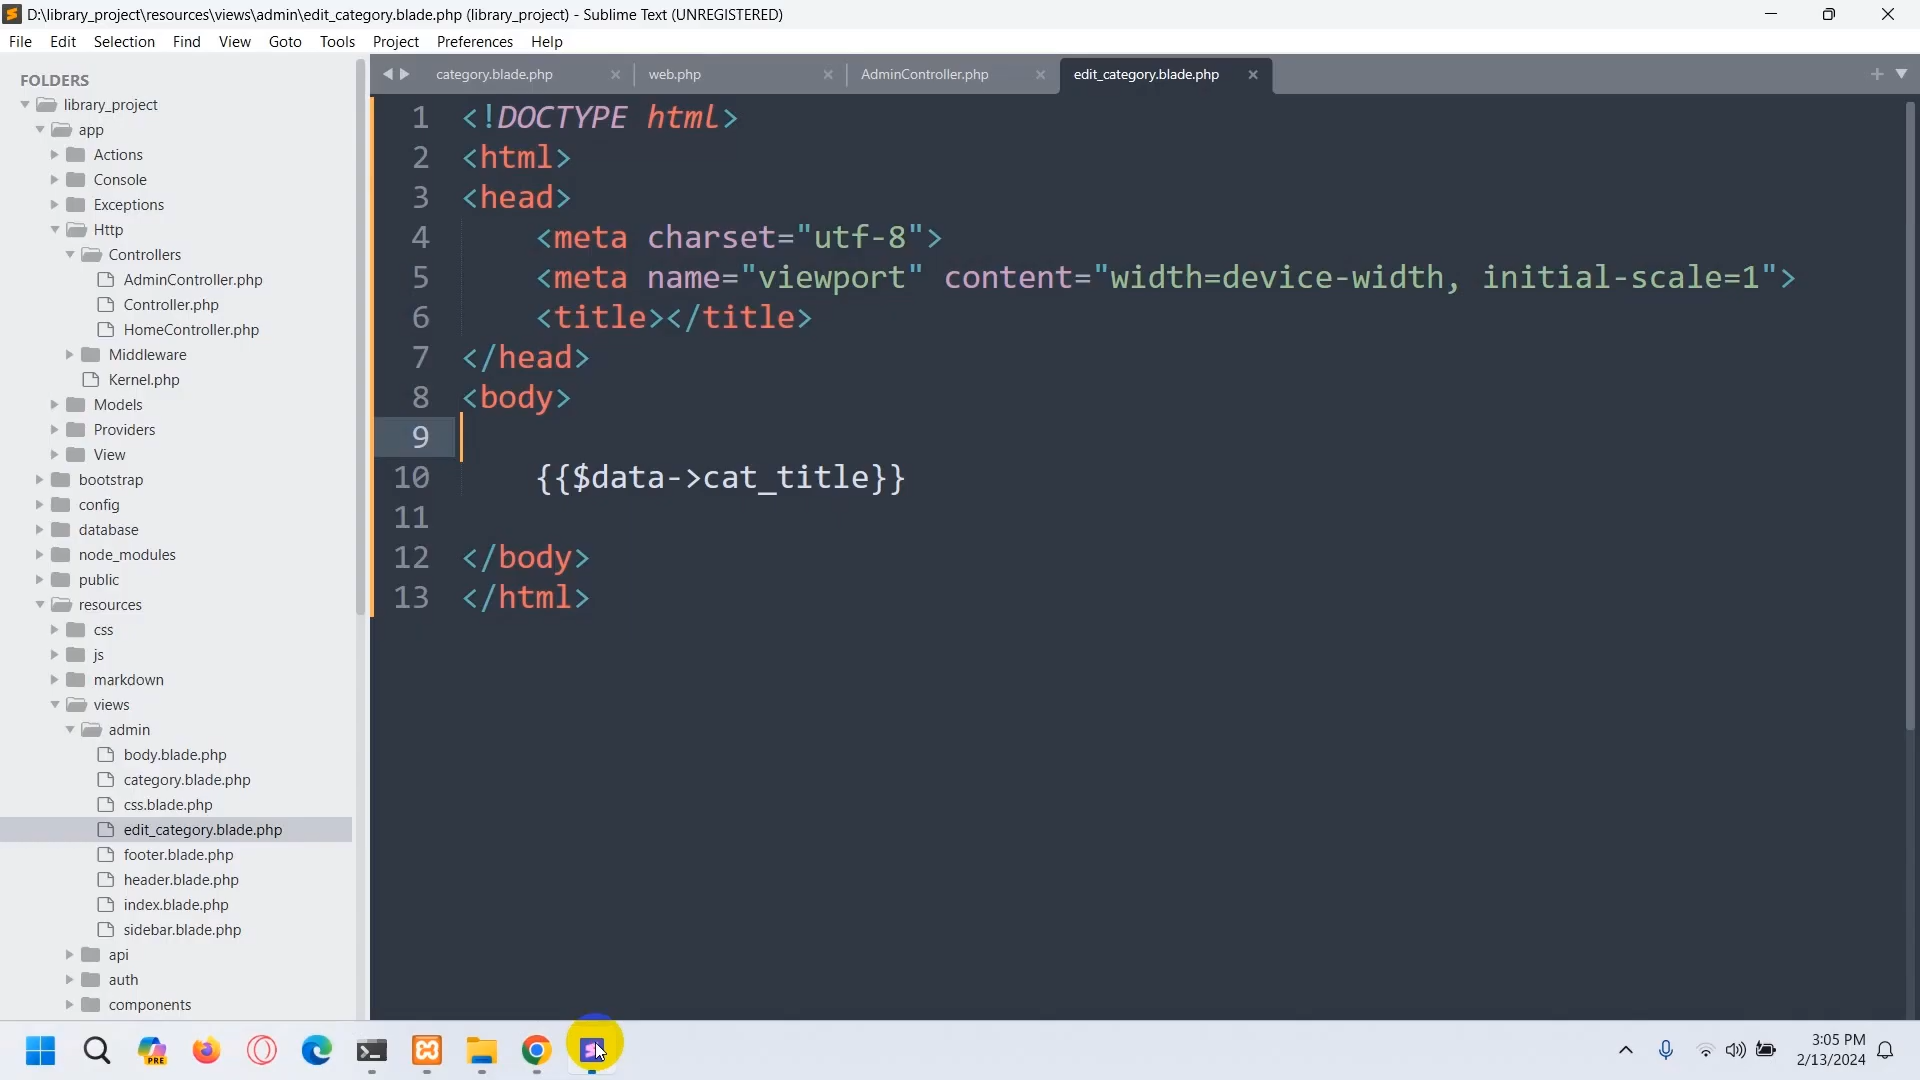 D:\library_project\resources\views\admin\edit_category.blade.php (library_project) - Sublime Text (UNREGISTERED)
File Edit Selection Find View Goto Tools Project Preferences Help
FOLDERS
library_project
app
Actions
Console
Exceptions
Http
Controllers
AdminController.php
Controller.php
HomeController.php
Middleware
Kernel.php
Models
Providers
View
bootstrap
config
database
node_modules
public
resources
css
js
markdown
views
admin
body.blade.php
category.blade.php
css.blade.php
edit_category.blade.php
footer.blade.php
header.blade.php
index.blade.php
sidebar.blade.php
api
auth
components
category.blade.php web.php AdminController.php edit_category.blade.php
1 <!DOCTYPE html>
2 <html>
3 <head>
4 <meta charset="utf-8">
5 <meta name="viewport" content="width=device-width, initial-scale=1">
6 <title></title>
7 </head>
8 <body>
9
10 {{$data->cat_title}}
11
12 </body>
13 </html>
PRE
3:05 PM
2/13/2024